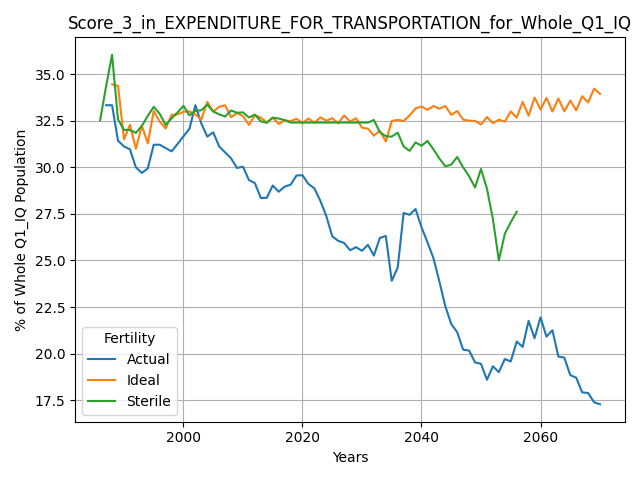 Score_3_in_EXPENDITURE_FOR_TRANSPORTATION_for_Whole_Q1_IQ
% of Whole Q1_IQ Population
35.0
32.5
30.0
27.5
25.0
22.5
20.0
17.5
Fertility
Actual
Ideal
Sterile
2000
2020
2040
2060
Years